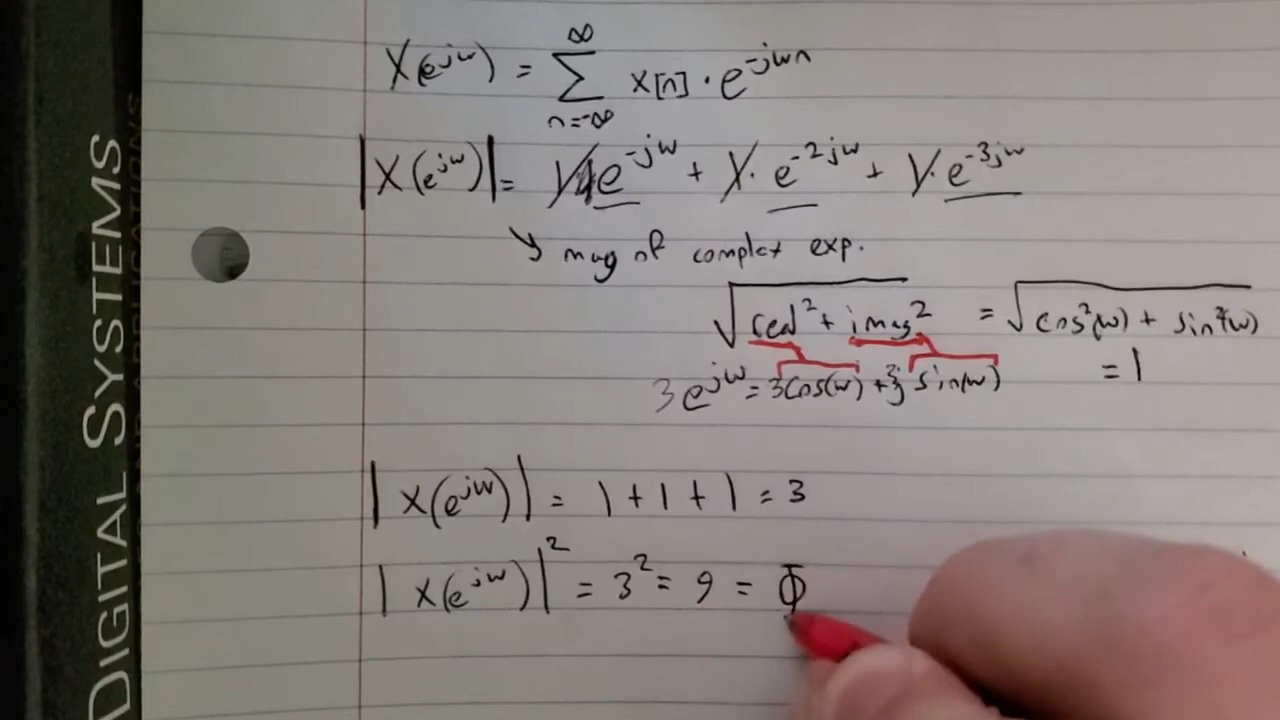 X(e^{jw}) = \sum_{n=-∞}^{∞} x[n] · e^{-jwn}
|X(e^{jw})| = 1·e^{-jw} + 1·e^{-2jw} + 1·e^{-3jw}
↘ mag of complex exp.
√(real² + imag²) = √(cos²(w) + sin²(w))
3e^{jw} = 3cos(w) + 3j sin(w)
= 1
|X(e^{jw})| = 1 + 1 + 1 = 3
|X(e^{jw})|² = 3² = 9 = Φ
DIGITAL SYSTEMS